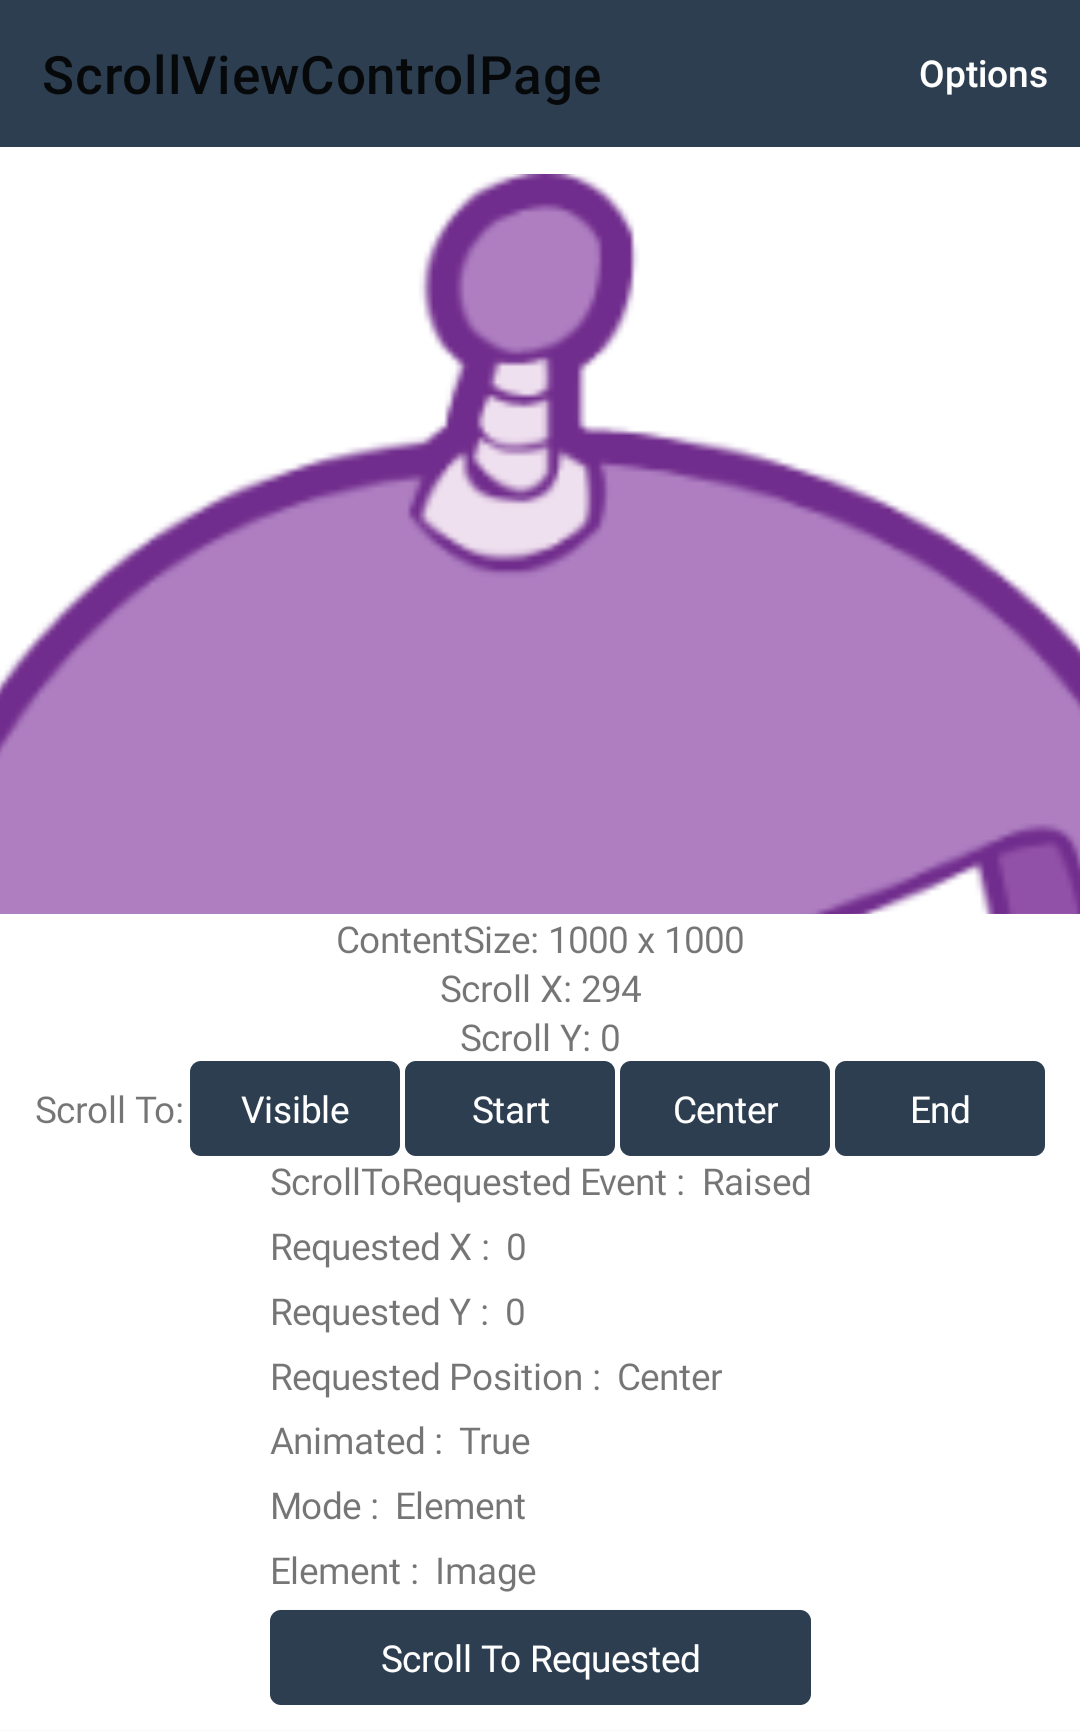 ScrollViewControlPage
Options
ContentSize: 1000 x 1000
Scroll X: 294
Scroll Y: 0
Scroll To: Visible Start Center End
ScrollToRequested Event : Raised
Requested X : 0
Requested Y : 0
Requested Position : Center
Animated : True
Mode : Element
Element : Image
Scroll To Requested